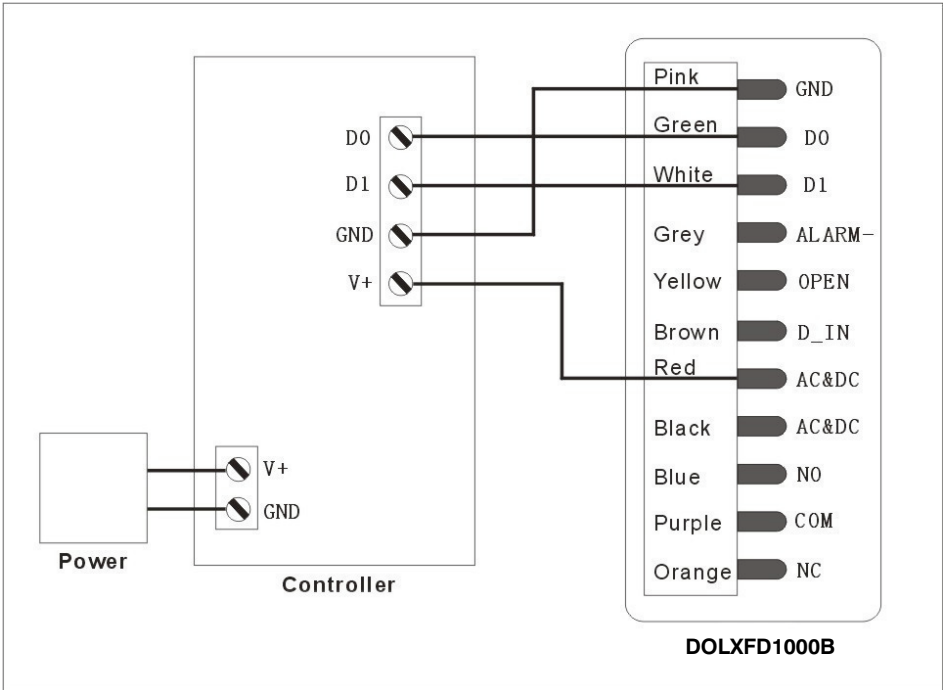 Pink GND
Green D0
White D1
Grey ALARM-
Yellow OPEN
Brown D_IN
Red AC&DC
Black AC&DC
Blue NO
Purple COM
Orange NC
DOLXFD1000B
D0
D1
GND
V+
V+
GND
Controller
Power